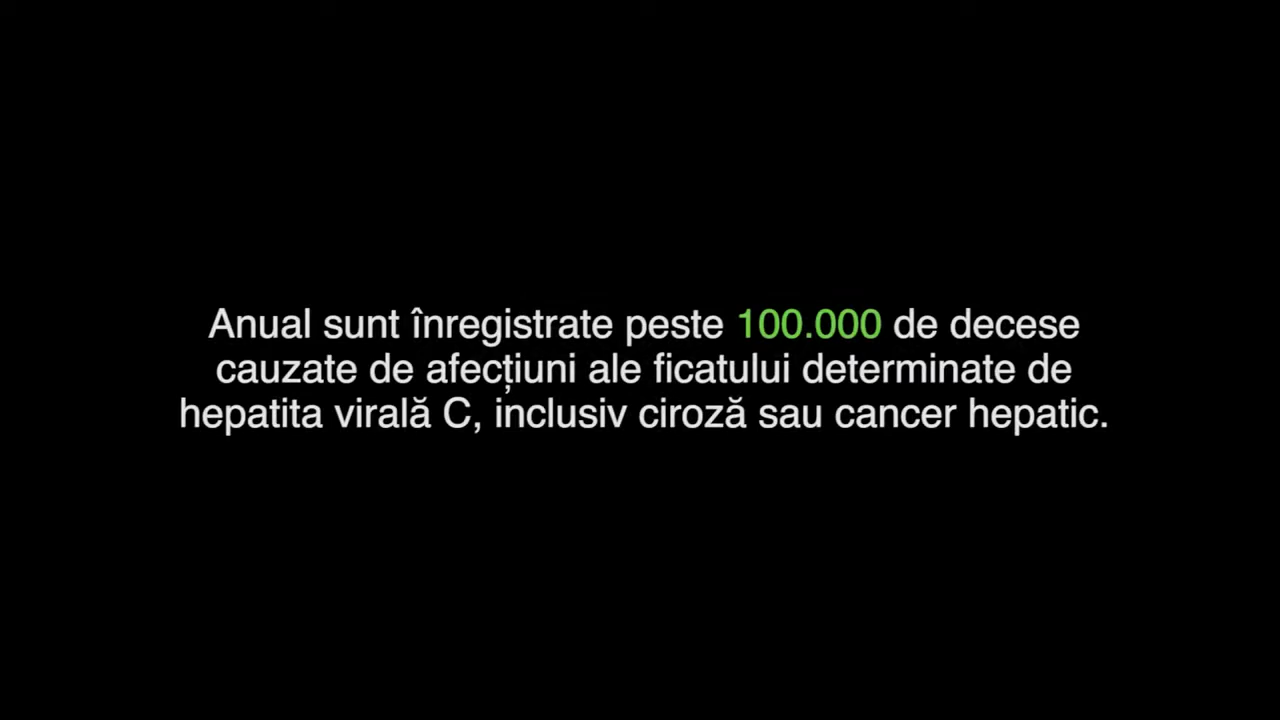 Anual sunt înregistrate peste 100.000 de decese
cauzate de afecțiuni ale ficatului determinate de
hepatita virală C, inclusiv ciroză sau cancer hepatic.